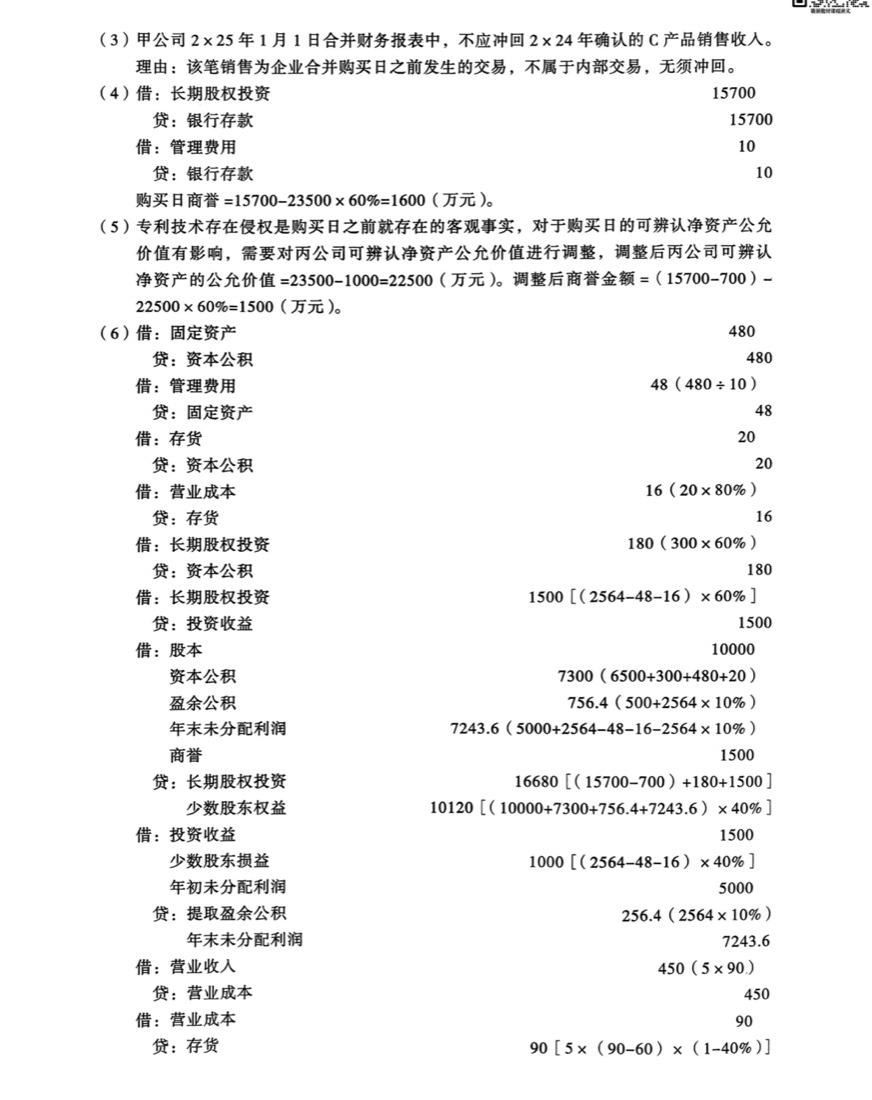 （3）甲公司 2×25 年 1 月 1 日合并财务报表中，不应冲回 2×24 年确认的 C 产品销售收入。
理由：该笔销售为企业合并购买日之前发生的交易，不属于内部交易，无须冲回。
（4）借：长期股权投资 15700
贷：银行存款 15700
借：管理费用 10
贷：银行存款 10
购买日商誉 =15700-23500×60%=1600（万元）。
（5）专利技术存在侵权是购买日之前就存在的客观事实，对于购买日的可辨认净资产公允
价值有影响，需要对丙公司可辨认净资产公允价值进行调整，调整后丙公司可辨认
净资产的公允价值 =23500-1000=22500（万元）。调整后商誉金额 =（15700-700）-
22500×60%=1500（万元）。
（6）借：固定资产 480
贷：资本公积 480
借：管理费用 48（480÷10）
贷：固定资产 48
借：存货 20
贷：资本公积 20
借：营业成本 16（20×80%）
贷：存货 16
借：长期股权投资 180（300×60%）
贷：资本公积 180
借：长期股权投资 1500［（2564-48-16）×60%］
贷：投资收益 1500
借：股本 10000
资本公积 7300（6500+300+480+20）
盈余公积 756.4（500+2564×10%）
年末未分配利润 7243.6（5000+2564-48-16-2564×10%）
商誉 1500
贷：长期股权投资 16680［（15700-700）+180+1500］
少数股东权益 10120［（10000+7300+756.4+7243.6）×40%］
借：投资收益 1500
少数股东损益 1000［（2564-48-16）×40%］
年初未分配利润 5000
贷：提取盈余公积 256.4（2564×10%）
年末未分配利润 7243.6
借：营业收入 450（5×90）
贷：营业成本 450
借：营业成本 90
贷：存货 90［5×（90-60）×（1-40%）］